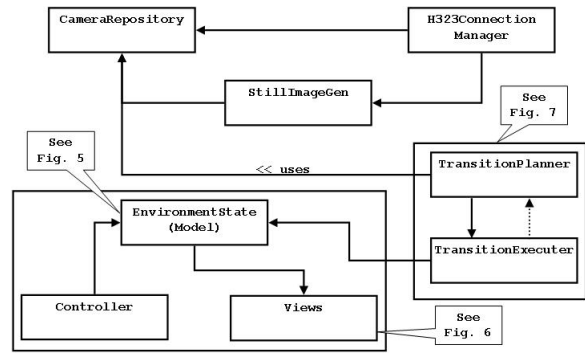 CameraRepository
H323Connection
Manager
StillImageGen
See
Fig. 7
See
Fig. 5
<< uses
TransitionPlanner
EnvironmentState
(Model)
TransitionExecuter
Controller
Views
See
Fig. 6